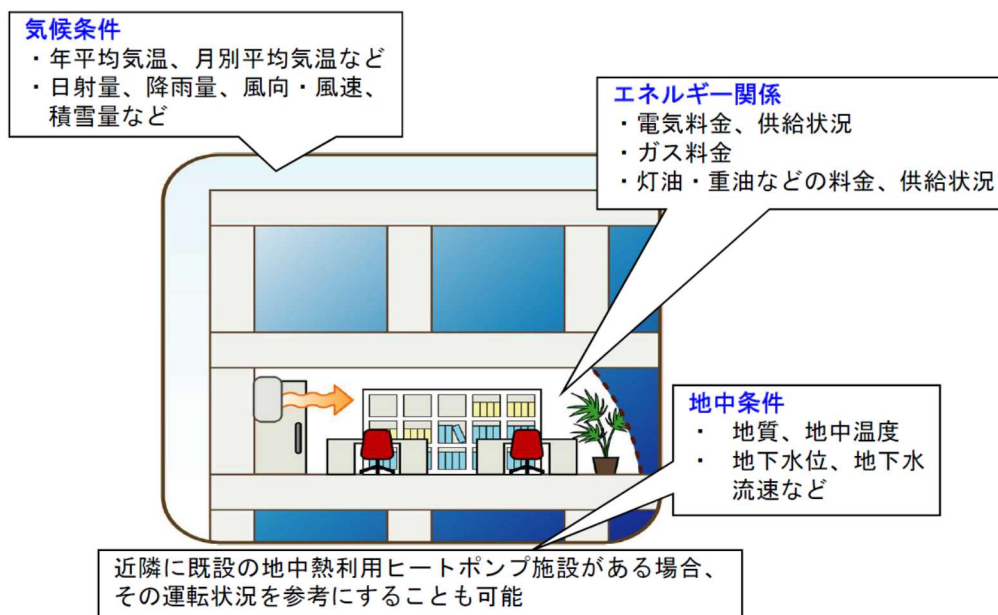 気候条件
・年平均気温、月別平均気温など
・日射量、降雨量、風向・風速、
積雪量など
エネルギー関係
・電気料金、供給状況
・ガス料金
・灯油・重油などの料金、供給状況
地中条件
・ 地質、地中温度
・ 地下水位、地下水
流速など
近隣に既設の地中熱利用ヒートポンプ施設がある場合、
その運転状況を参考にすることも可能